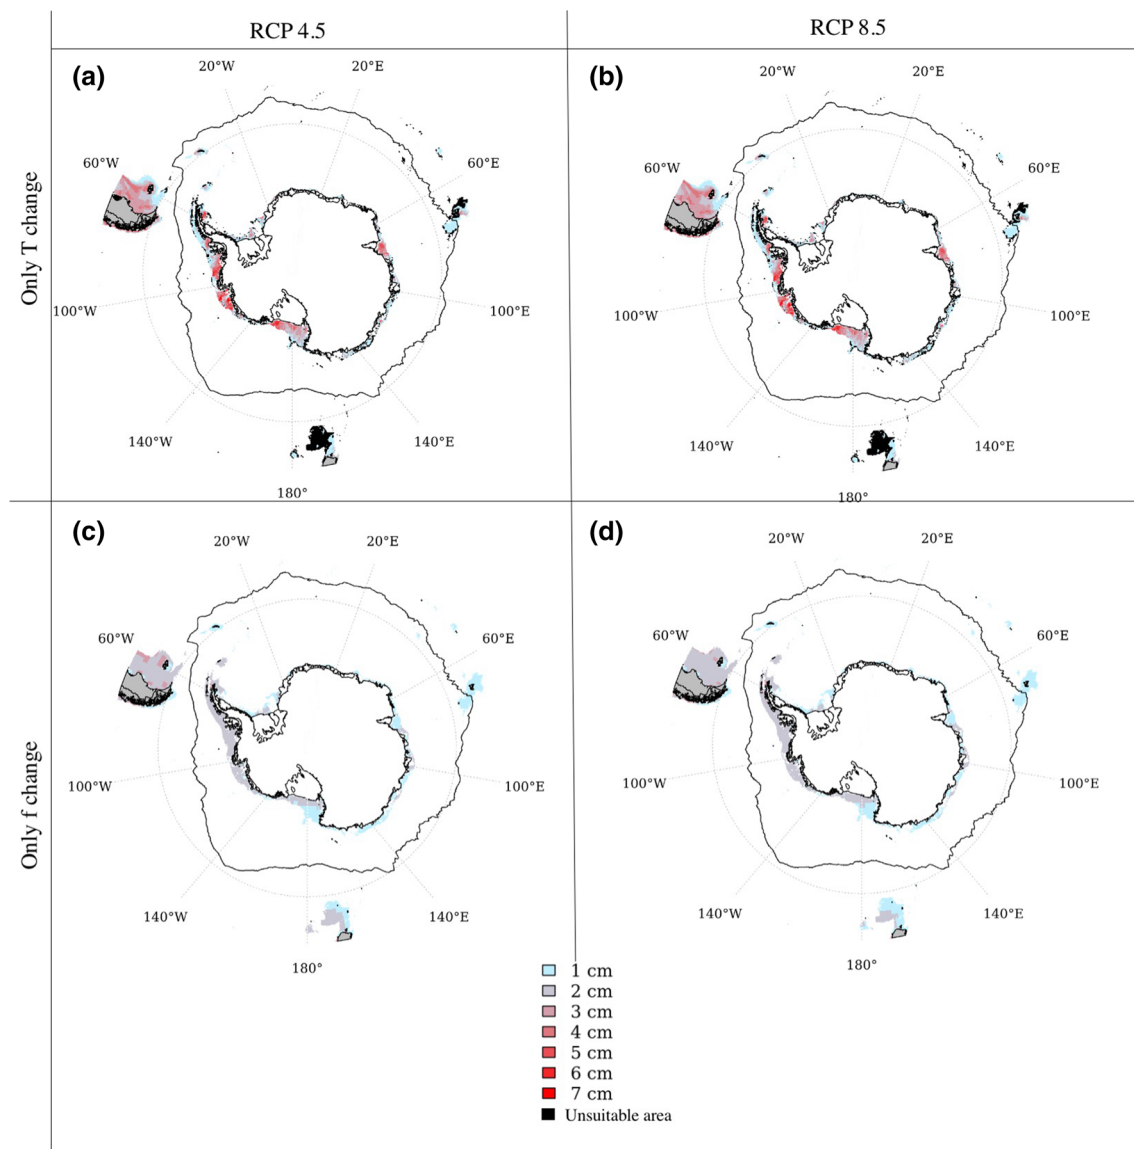 RCP 4.5
RCP 8.5
Only T change
(a)
20°W
20°E
60°W
60°E
100°W
100°E
140°W
140°E
180°
(b)
20°W
20°E
60°W
60°E
100°W
100°E
140°W
140°E
180°
Only f change
(c)
20°W
20°E
60°W
60°E
100°W
100°E
140°W
140°E
180°
(d)
20°W
20°E
60°W
60°E
100°W
100°E
140°W
140°E
180°
1 cm
2 cm
3 cm
4 cm
5 cm
6 cm
7 cm
Unsuitable area